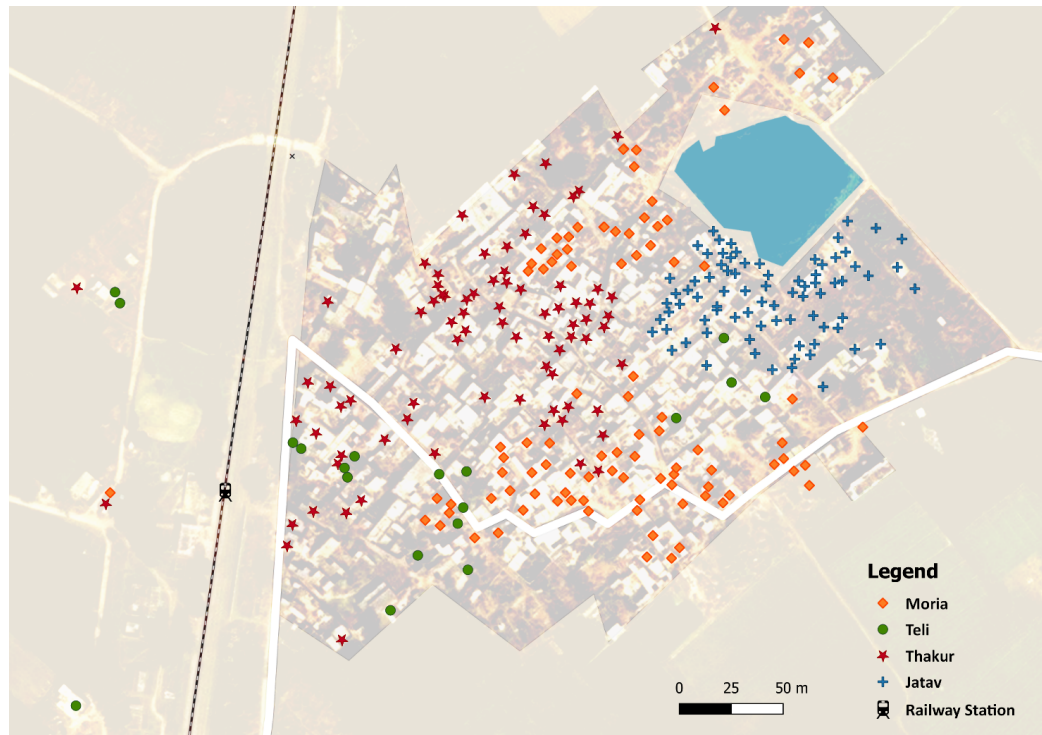 Legend
Moria
Teli
Thakur
Jatav
Railway Station
0 25 50 m